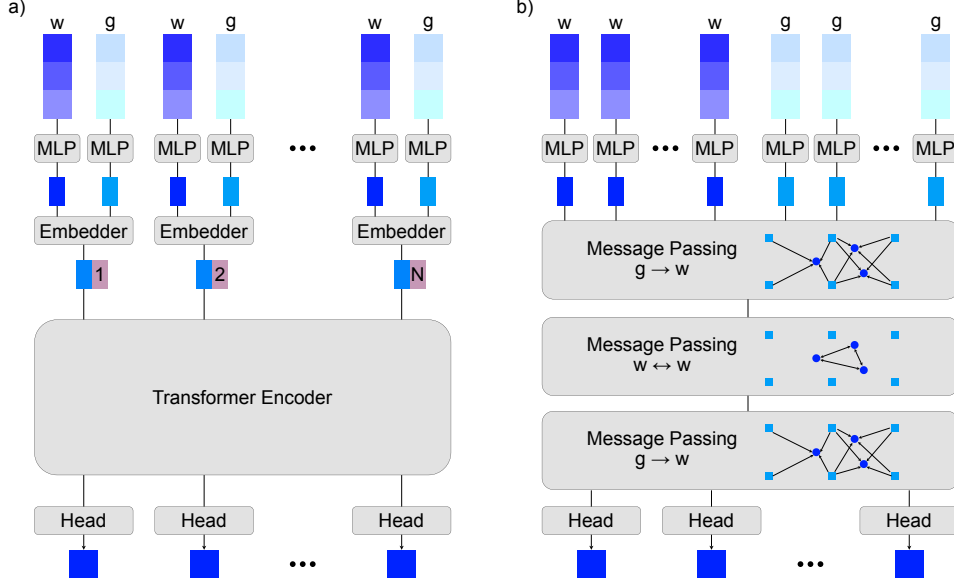 a)
w g w g w g
MLP MLP MLP MLP ••• MLP MLP
Embedder Embedder Embedder
1 2 N
Transformer Encoder
Head Head Head
•••
b)
w w w g g g
MLP MLP ••• MLP MLP MLP ••• MLP
Message Passing
g → w
Message Passing
w ↔ w
Message Passing
g → w
Head Head Head
•••